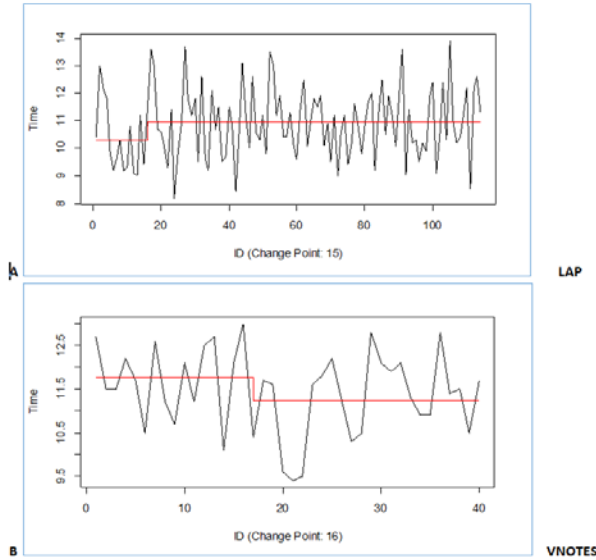 14
13
12
11
10
9
8
Time
0 20 40 60 80 100
ID (Change Point: 15)
A LAP
12.5
11.5
10.5
9.5
Time
0 10 20 30 40
ID (Change Point: 16)
B VNOTES